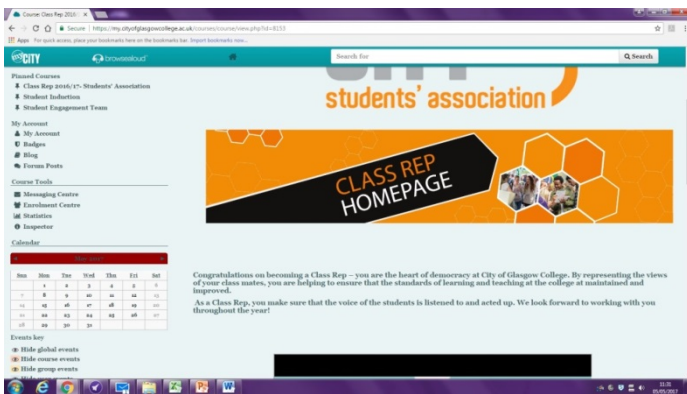 Course: Class Rep 2016/
Secure https://my.cityofglasgowcollege.ac.uk/courses/course/view.php?id=8153
Apps For quick access, place your bookmarks here on the bookmarks bar. Import bookmarks now...
myCITY browsealoud Search for Search
Pinned Courses
Class Rep 2016/17- Students' Association
Student Induction
Student Engagement Team
My Account
My Account
Badges
Blog
Forum Posts
Course Tools
Messaging Centre
Enrolment Centre
Statistics
Inspector
Calendar
May 2017
Sun Mon Tue Wed Thu Fri Sat
1 2 3 4 5 6
7 8 9 10 11 12 13
14 15 16 17 18 19 20
21 22 23 24 25 26 27
28 29 30 31
Events key
Hide global events
Hide course events
Hide group events
students' association
CLASS REP
HOMEPAGE
Congratulations on becoming a Class Rep – you are the heart of democracy at City of Glasgow College. By representing the views
of your class mates, you are helping to ensure that the standards of learning and teaching at the college at maintained and
improved.
As a Class Rep, you make sure that the voice of the students is listened to and acted up. We look forward to working with you
throughout the year!
11:21
05/05/2017